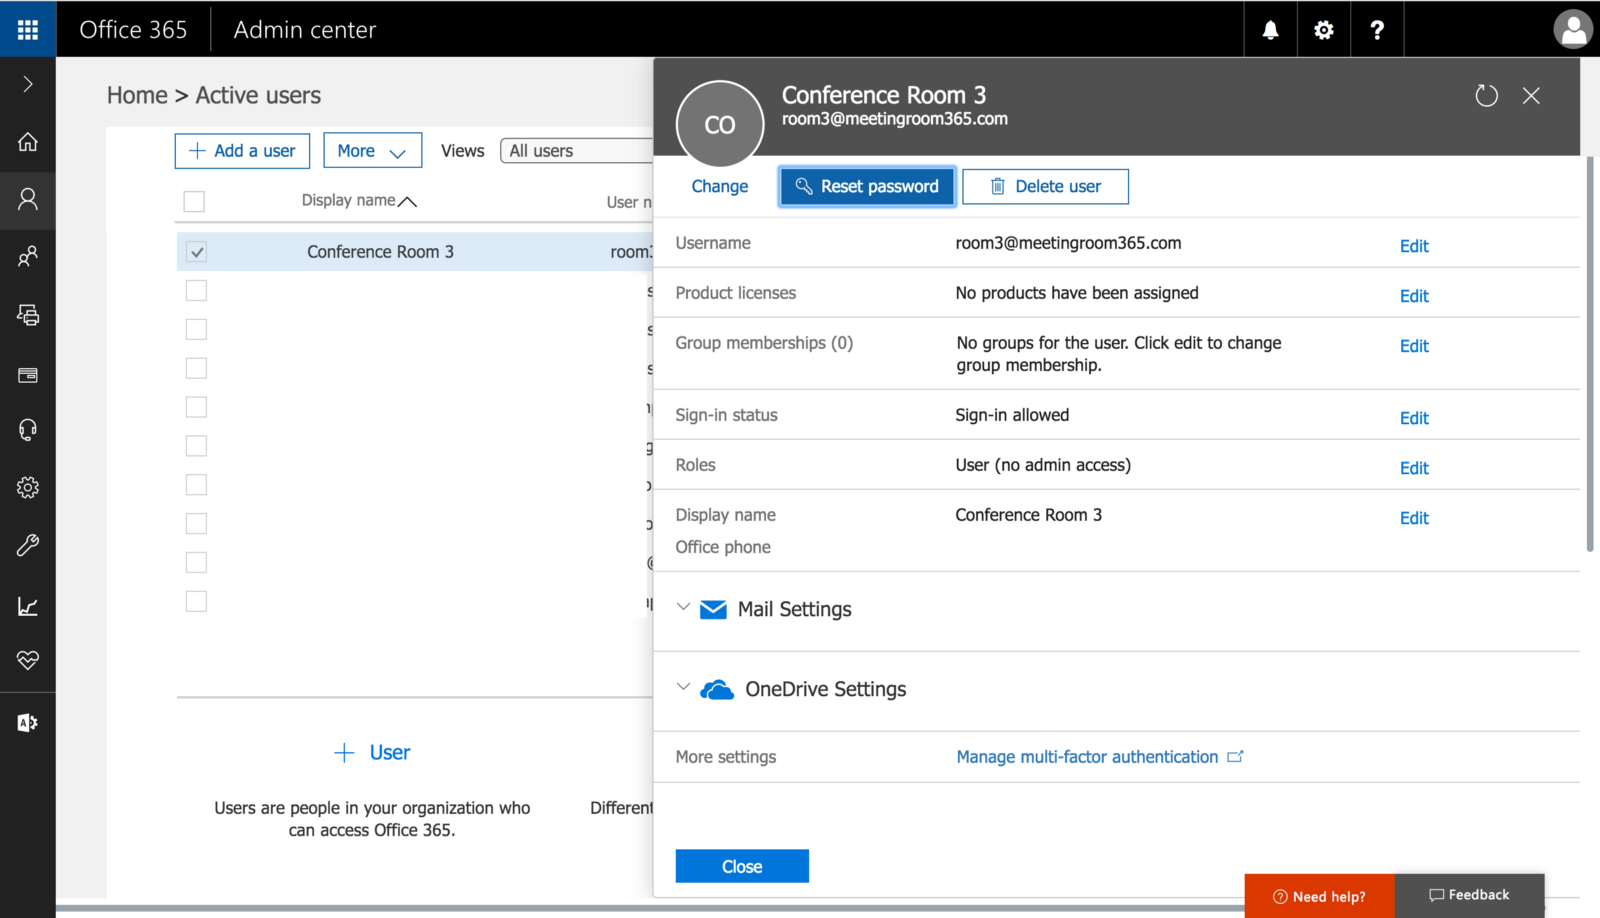 Office 365
Admin center
?
Home > Active users
Add a user
More
Views
All users
Display name
Conference Room 3
User
Users are people in your organization who
can access Office 365.
Different
CO
Conference Room 3
room3@meetingroom365.com
Change
Reset password
Delete user
Username
room3@meetingroom365.com
Edit
Product licenses
No products have been assigned
Edit
Group memberships (0)
No groups for the user. Click edit to change
group membership.
Edit
Sign-in status
Sign-in allowed
Edit
Roles
User (no admin access)
Edit
Display name
Conference Room 3
Edit
Office phone
Mail Settings
OneDrive Settings
More settings
Manage multi-factor authentication
Close
Need help?
Feedback